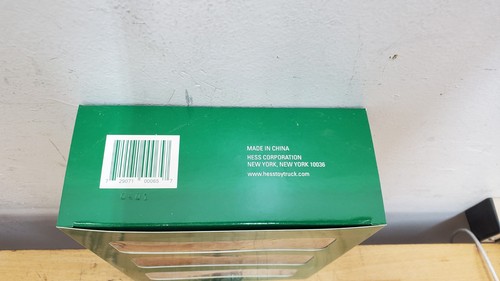 MADE IN CHINA
HESS CORPORATION
NEW YORK, NEW YORK 10036
www.hesstoytruck.com